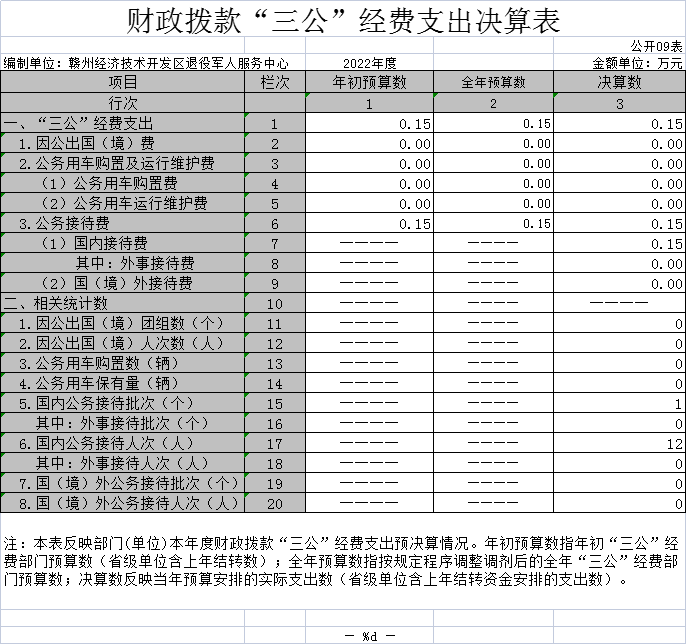 财政拨款“三公”经费支出决算表
公开09表
编制单位：赣州经济技术开发区退役军人服务中心 2022年度 金额单位：万元
项目 栏次 年初预算数 全年预算数 决算数
行次 1 2 3
一、“三公”经费支出 1 0.15 0.15 0.15
1.因公出国（境）费 2 0.00 0.00 0.00
2.公务用车购置及运行维护费 3 0.00 0.00 0.00
（1）公务用车购置费 4 0.00 0.00 0.00
（2）公务用车运行维护费 5 0.00 0.00 0.00
3.公务接待费 6 0.15 0.15 0.15
（1）国内接待费 7 ———— ———— 0.15
其中：外事接待费 8 ———— ———— 0.00
（2）国（境）外接待费 9 ———— ———— 0.00
二、相关统计数 10 ———— ———— ————
1.因公出国（境）团组数（个） 11 ———— ———— 0
2.因公出国（境）人次数（人） 12 ———— ———— 0
3.公务用车购置数（辆） 13 ———— ———— 0
4.公务用车保有量（辆） 14 ———— ———— 0
5.国内公务接待批次（个） 15 ———— ———— 1
其中：外事接待批次（个） 16 ———— ———— 0
6.国内公务接待人次（人） 17 ———— ———— 12
其中：外事接待人次（人） 18 ———— ———— 0
7.国（境）外公务接待批次（个） 19 ———— ———— 0
8.国（境）外公务接待人次（人） 20 ———— ———— 0
注：本表反映部门(单位)本年度财政拨款“三公”经费支出预决算情况。年初预算数指年初“三公”经
费部门预算数（省级单位含上年结转数）；全年预算数指按规定程序调整调剂后的全年“三公”经费部
门预算数；决算数反映当年预算安排的实际支出数（省级单位含上年结转资金安排的支出数）。
— %d —